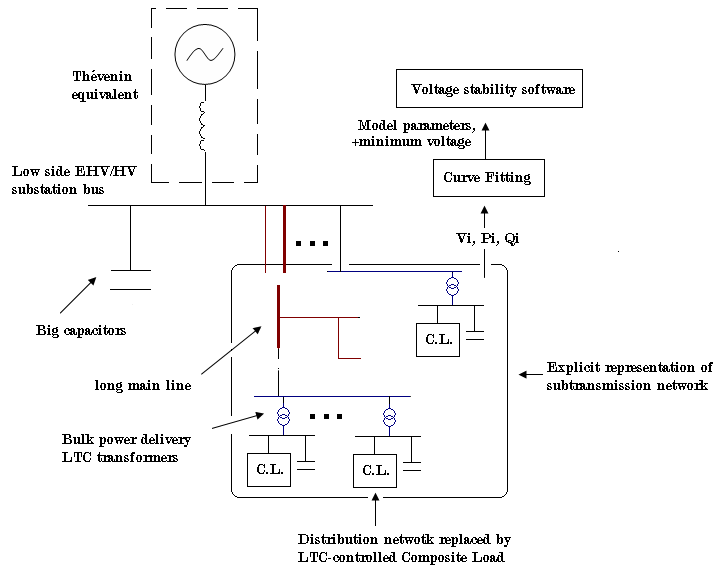 Thévenin
equivalent
Voltage stability software
Model parameters,
+minimum voltage
Low side EHV/HV
substation bus
Curve Fitting
Vi, Pi, Qi
Big capacitors
C.L.
Explicit representation of
subtransmission network
long main line
Bulk power delivery
LTC transformers
C.L.
C.L.
Distribution netwotk replaced by
LTC-controlled Composite Load